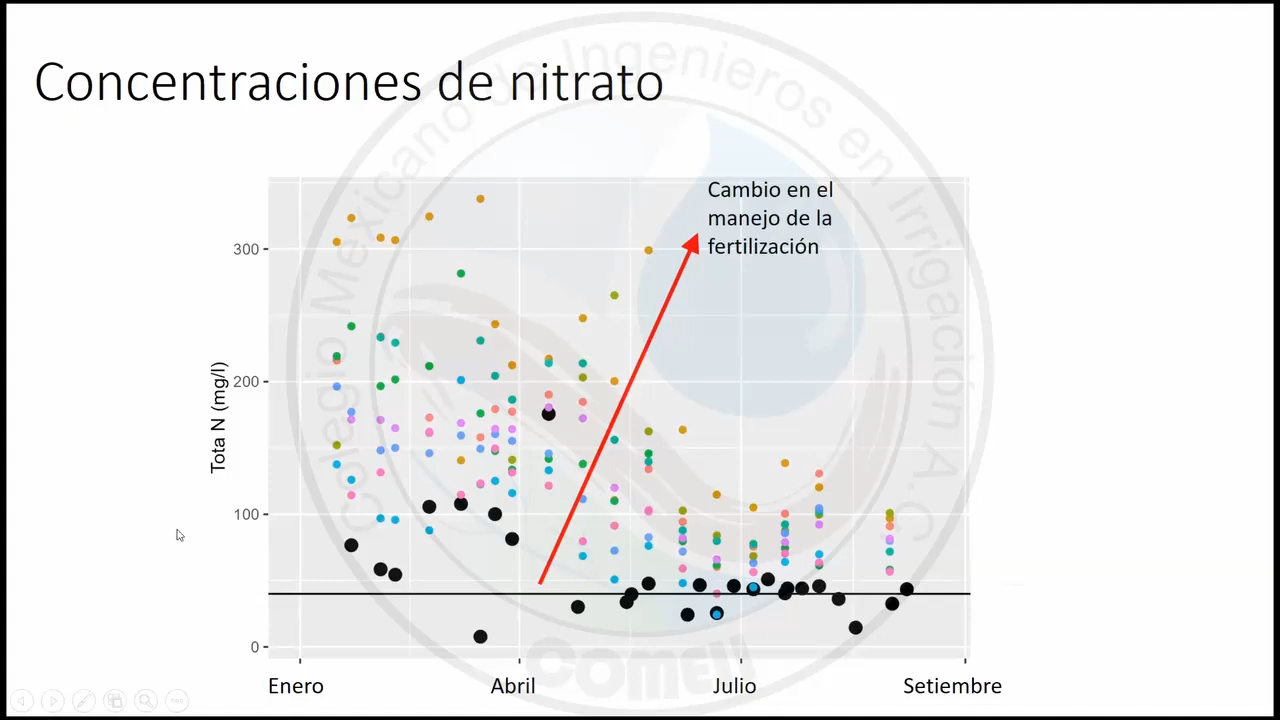 Concentraciones de nitrato
Cambio en el
manejo de la
fertilización
Tota N (mg/l)
300
200
100
0
Enero
Abril
Julio
Setiembre
Colegio Mexicano de Ingenieros en Irrigación A.C
COMEII